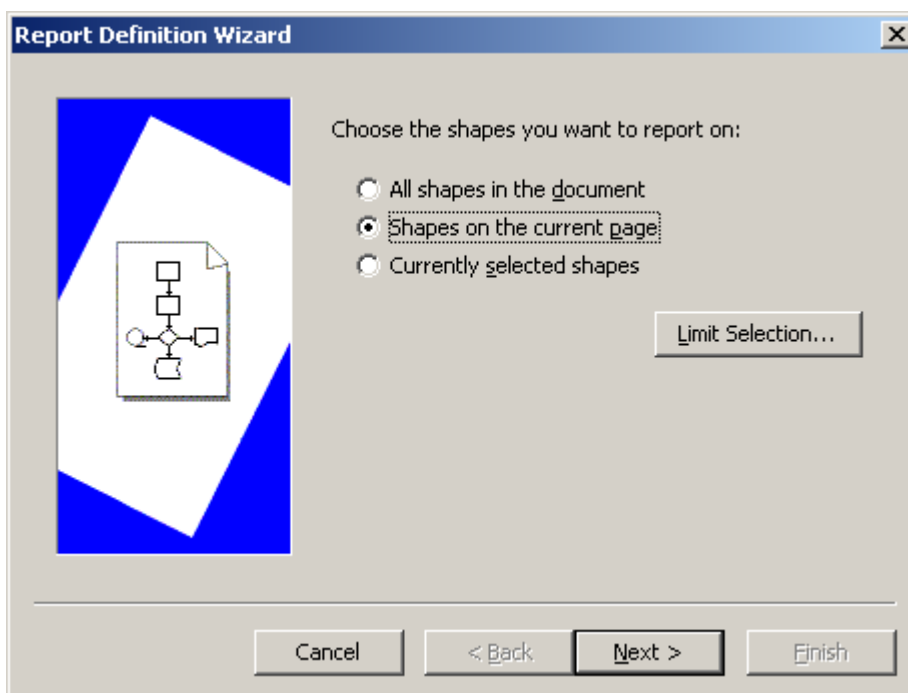 Report Definition Wizard
Choose the shapes you want to report on:
All shapes in the document
Shapes on the current page
Currently selected shapes
Limit Selection...
Cancel
< Back
Next >
Finish